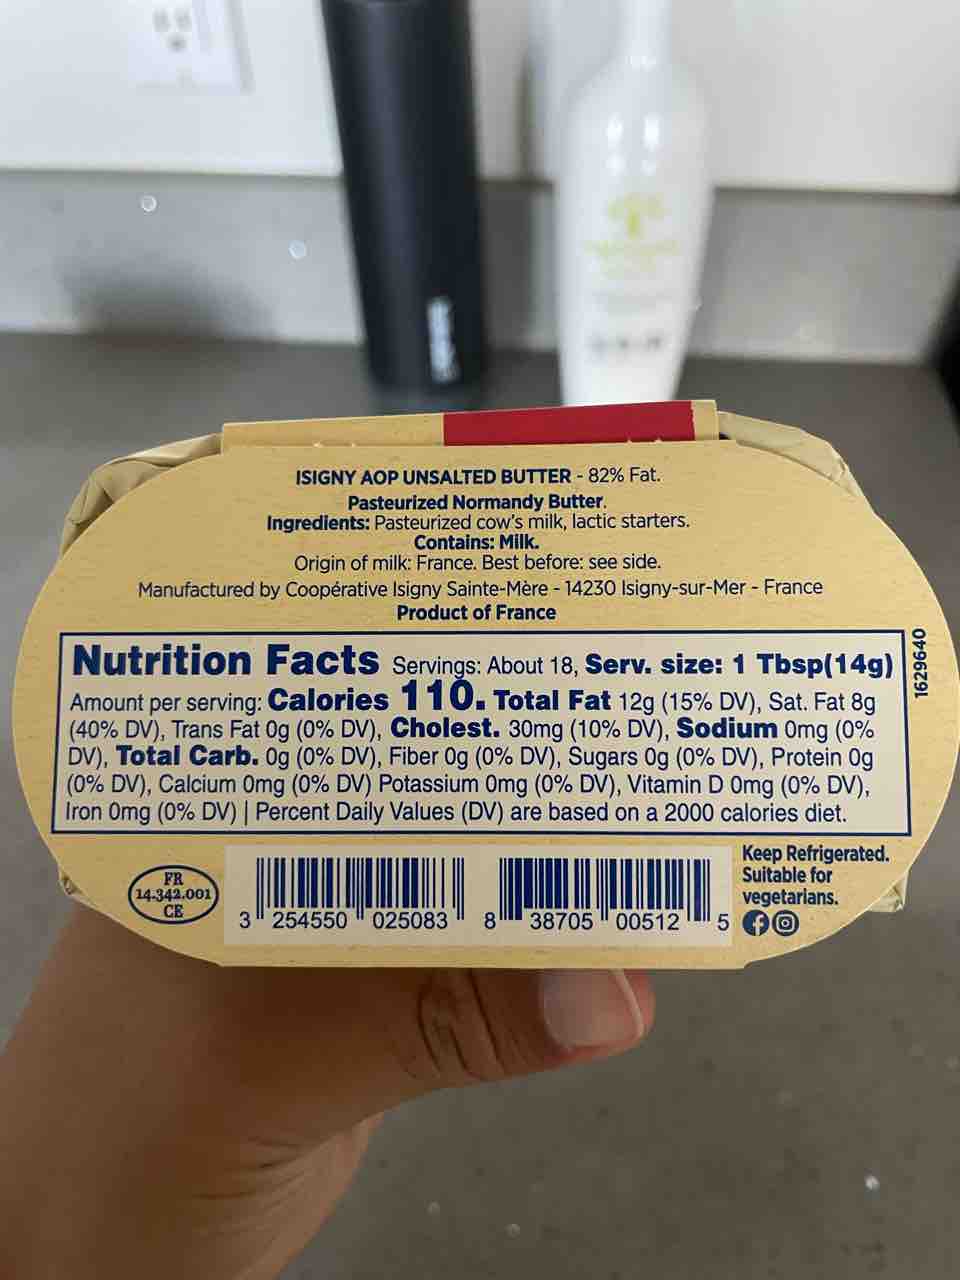 ISIGNY AOP UNSALTED BUTTER - 82% Fat.
Pasteurized Normandy Butter.
Ingredients: Pasteurized cow's milk, lactic starters.
Contains: Milk.
Origin of milk: France. Best before: see side.
Manufactured by Coopérative Isigny Sainte-Mère - 14230 Isigny-sur-Mer - France
Product of France
Nutrition Facts Servings: About 18, Serv. size: 1 Tbsp(14g)
Amount per serving: Calories 110. Total Fat 12g (15% DV), Sat. Fat 8g
(40% DV), Trans Fat 0g (0% DV), Cholest. 30mg (10% DV), Sodium 0mg (0%
DV), Total Carb. 0g (0% DV), Fiber 0g (0% DV), Sugars 0g (0% DV), Protein 0g
(0% DV), Calcium 0mg (0% DV) Potassium 0mg (0% DV), Vitamin D 0mg (0% DV),
Iron 0mg (0% DV) | Percent Daily Values (DV) are based on a 2000 calories diet.
1629640
FR
14.342.001
CE
3 254550 025083
8 38705 00512 5
Keep Refrigerated.
Suitable for
vegetarians.